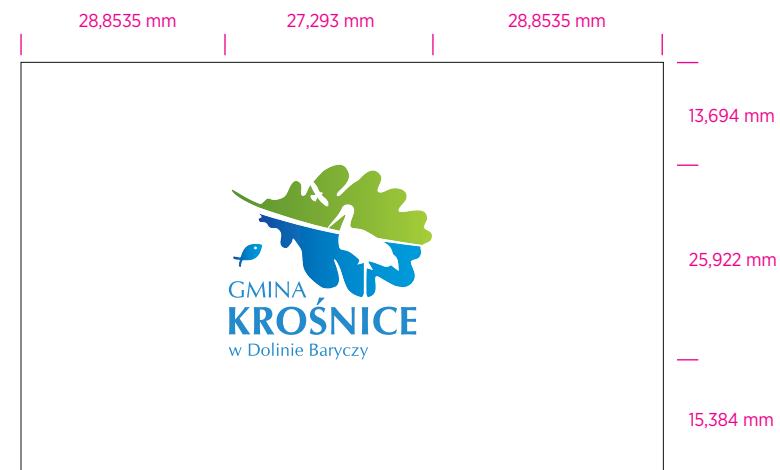 28,8535 mm 27,293 mm 28,8535 mm
13,694 mm
25,922 mm
GMINA
KROŚNICE
w Dolinie Baryczy
15,384 mm